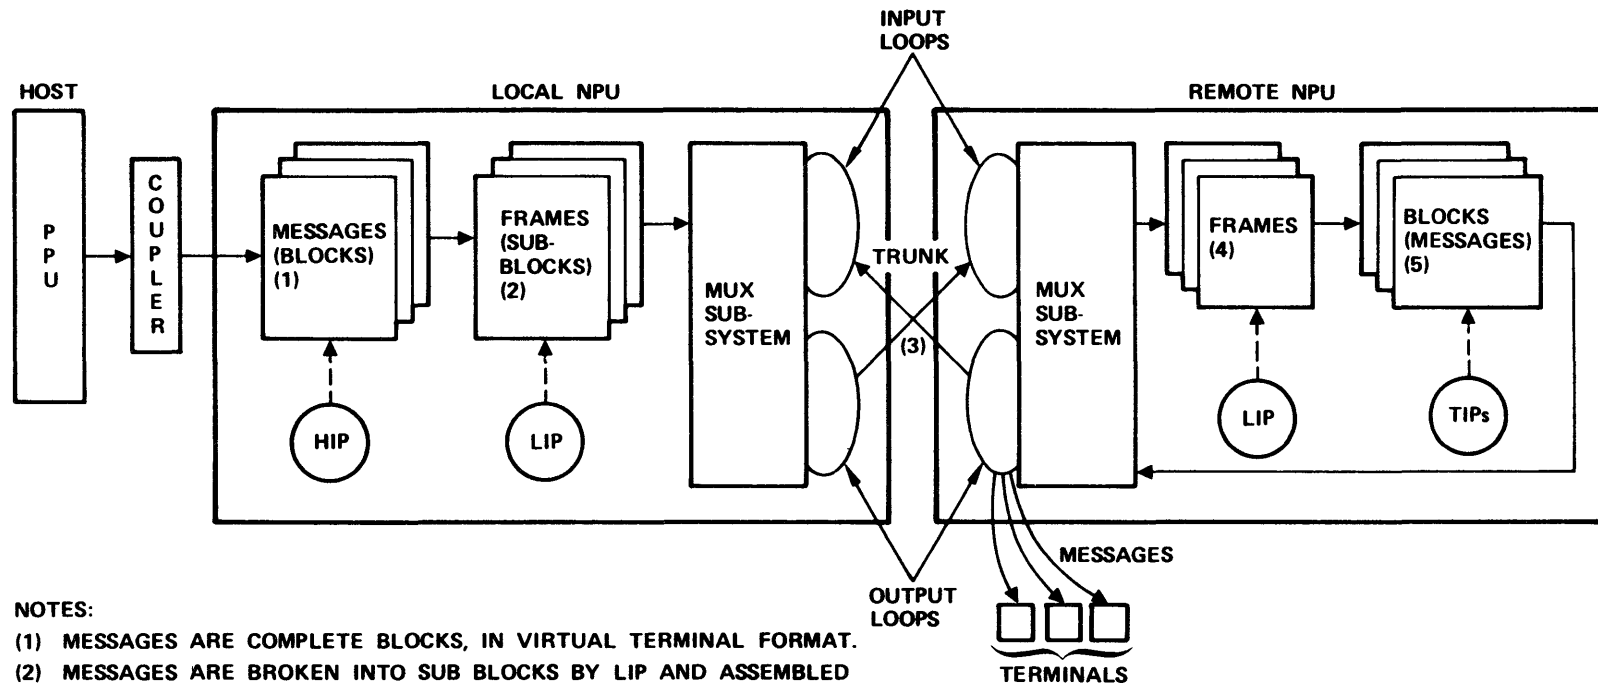 INPUT
LOOPS
HOST
LOCAL NPU
REMOTE NPU
PPU
COUPLER
MESSAGES
(BLOCKS)
(1)
FRAMES
(SUB-
BLOCKS)
(2)
MUX
SUB-
SYSTEM
TRUNK
(3)
MUX
SUB-
SYSTEM
FRAMES
(4)
BLOCKS
(MESSAGES)
(5)
HIP
LIP
LIP
TIPs
OUTPUT
LOOPS
MESSAGES
TERMINALS
NOTES:
(1) MESSAGES ARE COMPLETE BLOCKS, IN VIRTUAL TERMINAL FORMAT.
(2) MESSAGES ARE BROKEN INTO SUB BLOCKS BY LIP AND ASSEMBLED